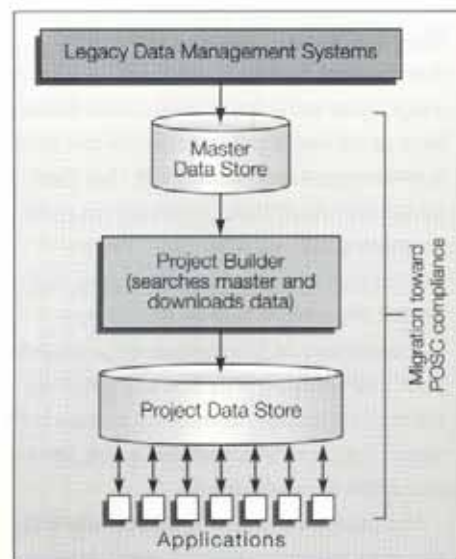 Legacy Data Management Systems
Master
Data Store
Project Builder
(searches master and
downloads data)
Project Data Store
Applications
Migration toward
POSC compliance